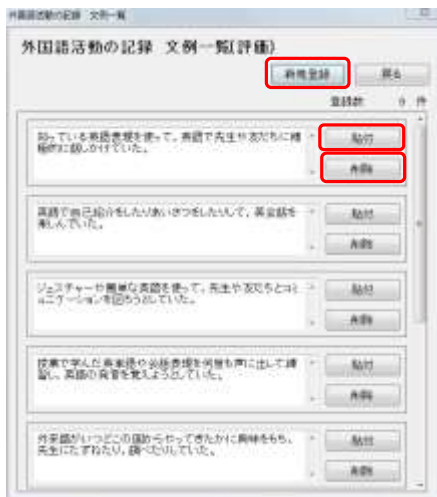 外国語活動の記録 文例一覧
外国語活動の記録 文例一覧(評価)
新規登録 戻る
登録数 9 件
知っている英語表現を使って、英語で先生や友だちに積
極的に話しかけていた。
貼付
削除
英語で自己紹介をしたりあいさつをしたりして、英会話を
楽しんでいた。
貼付
削除
ジェスチャーや簡単な英語を使って、先生や友だちとコミ
ュニケーションを図ろうとしていた。
貼付
削除
授業で学んだ英単語や会話表現を何度も声に出して練
習し、英語の発音を覚えようとしていた。
貼付
削除
外来語がいつどこの国からやってきたかに興味をもち、
先生にたずねたり、調べたりしていた。
貼付
削除